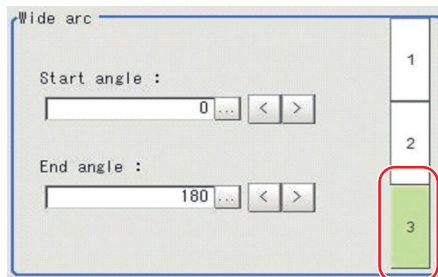 Wide arc
1
Start angle :
0 ... < >
2
End angle :
180 ... < >
3